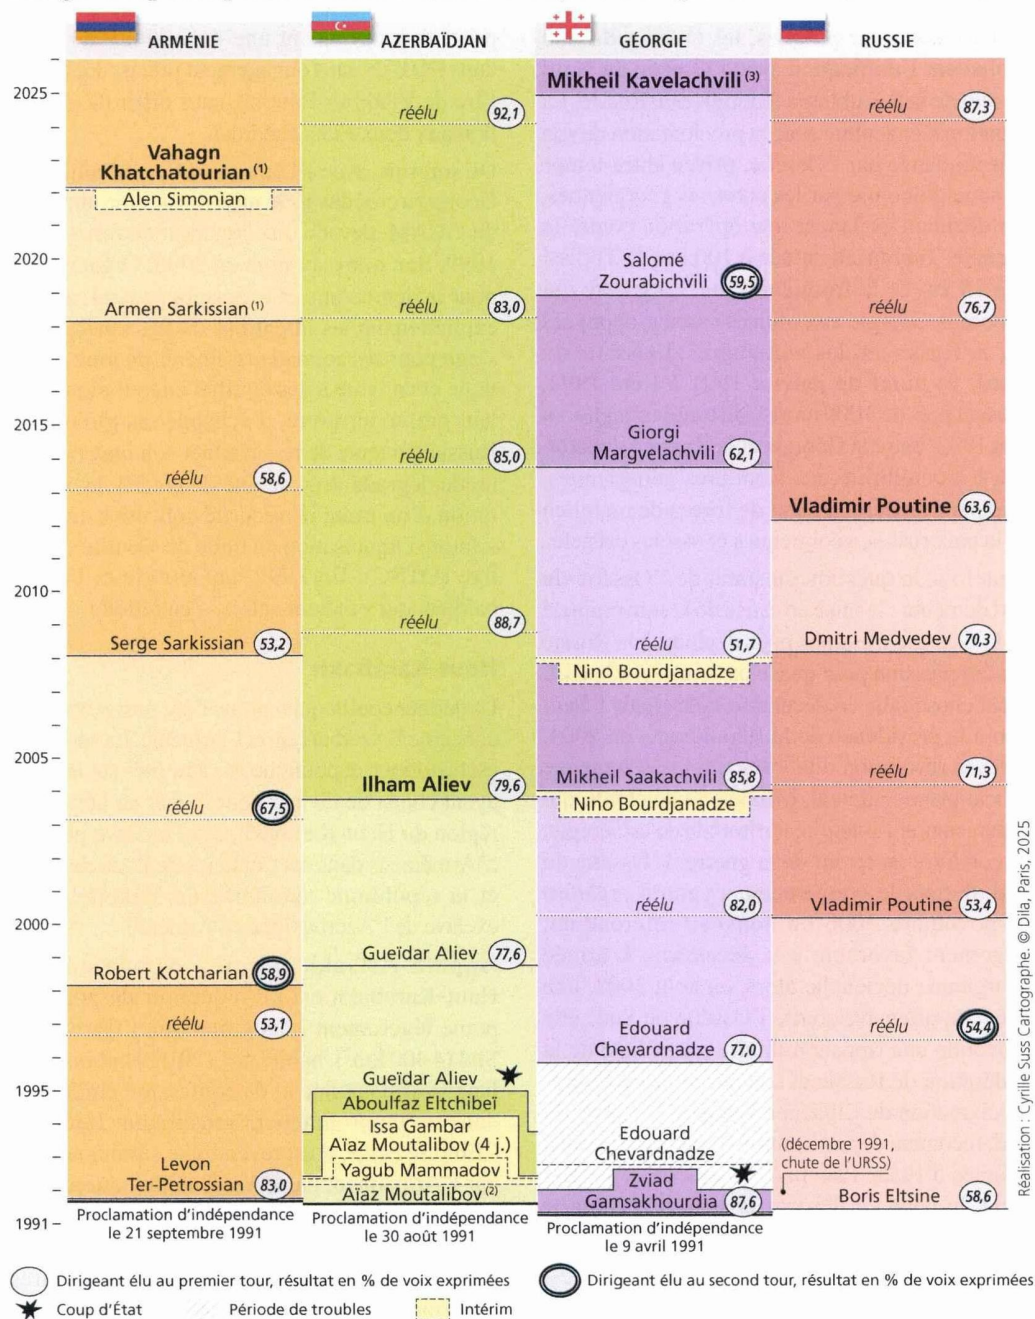 ARMÉNIE
AZERBAÏDJAN
GÉORGIE
RUSSIE
2025
2020
2015
2010
2005
2000
1995
1991
Vahagn
Khatchatourian (1)
Alen Simonian
Armen Sarkissian (1)
réélu 58,6
Serge Sarkissian 53,2
réélu 67,5
Robert Kotcharian 58,9
réélu 53,1
Levon
Ter-Petrossian 83,0
Proclamation d'indépendance
le 21 septembre 1991
réélu 92,1
réélu 83,0
réélu 85,0
réélu 88,7
Ilham Aliev 79,6
Gueïdar Aliev 77,6
Gueïdar Aliev
Aboulfaz Eltchibeï
Issa Gambar
Aïaz Moutalibov (4 j.)
Yagub Mammadov
Aïaz Moutalibov (2)
Proclamation d'indépendance
le 30 août 1991
Mikheil Kavelachvili (3)
Salomé
Zourabichvili 59,5
Giorgi
Margvelachvili 62,1
réélu 51,7
Nino Bourdjanadze
Mikheil Saakachvili 85,8
Nino Bourdjanadze
réélu 82,0
Edouard
Chevardnadze 77,0
Edouard
Chevardnadze
Zviad
Gamsakhourdia 87,6
Proclamation d'indépendance
le 9 avril 1991
réélu 87,3
réélu 76,7
Vladimir Poutine 63,6
Dmitri Medvedev 70,3
réélu 71,3
Vladimir Poutine 53,4
réélu 54,4
(décembre 1991,
chute de l'URSS)
Boris Eltsine 58,6
Réalisation : Cyrille Suss Cartographe. © Dila, Paris, 2025
Dirigeant élu au premier tour, résultat en % de voix exprimées
Dirigeant élu au second tour, résultat en % de voix exprimées
Coup d'État
Période de troubles
Intérim